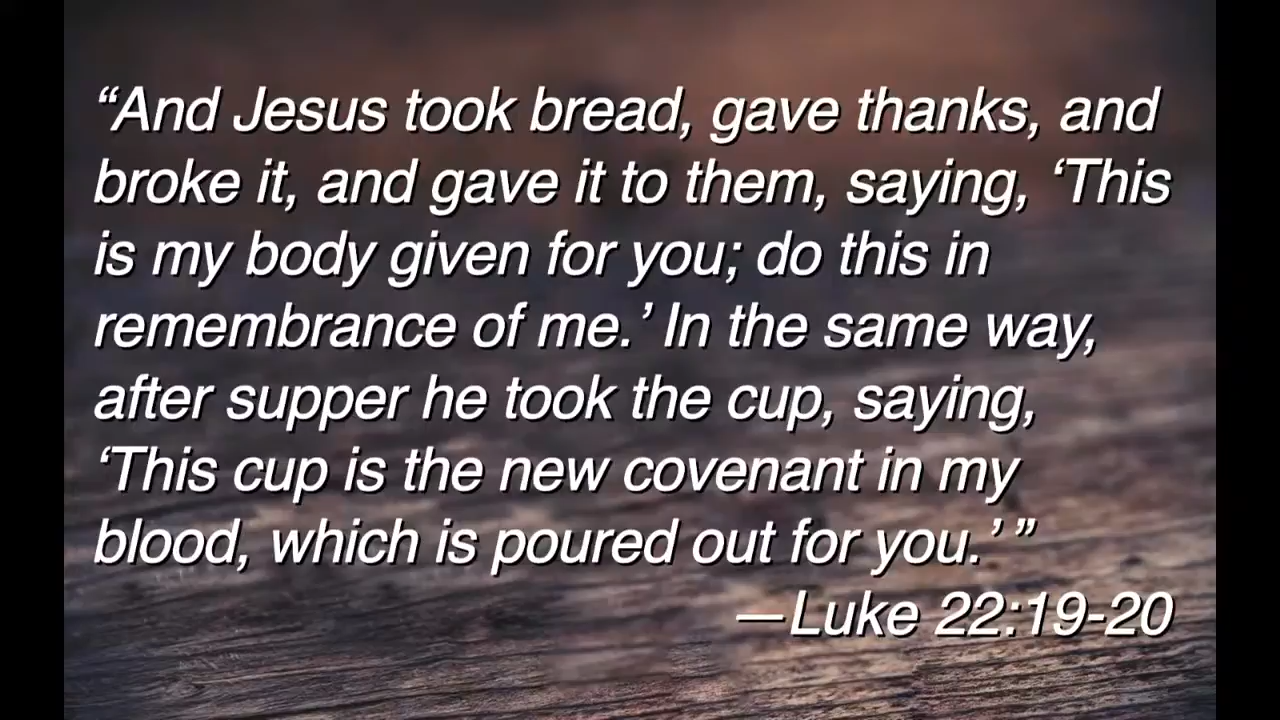 “And Jesus took bread, gave thanks, and
broke it, and gave it to them, saying, ‘This
is my body given for you; do this in
remembrance of me.’ In the same way,
after supper he took the cup, saying,
‘This cup is the new covenant in my
blood, which is poured out for you.’ ”
—Luke 22:19-20